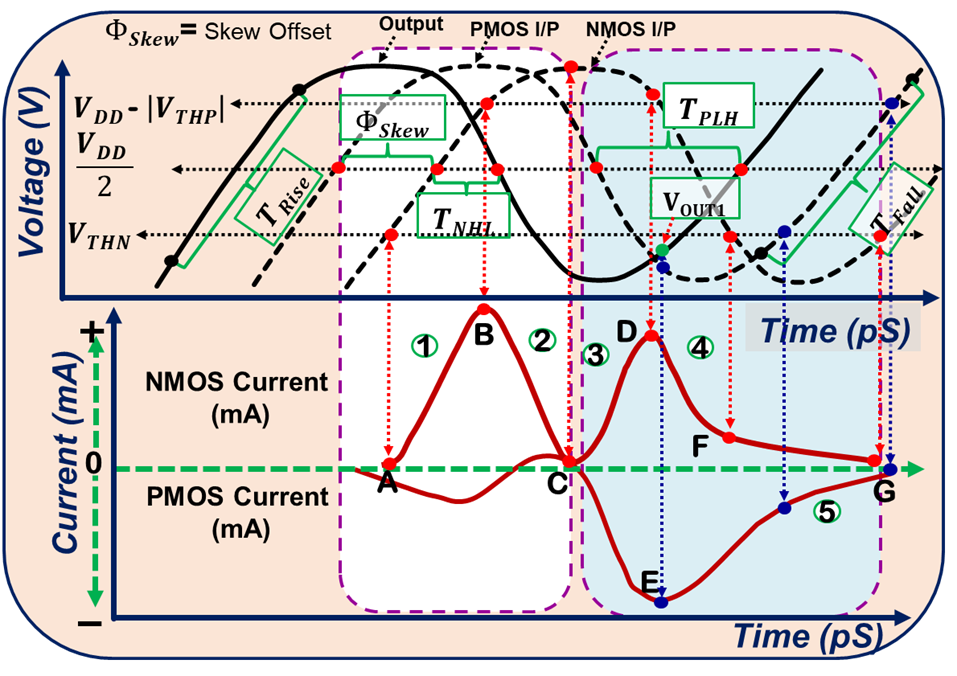 Φ_Skew= Skew Offset
Output
PMOS I/P
NMOS I/P
Voltage (V)
V_DD - |V_THP|
V_DD
2
V_THN
T_Rise
Φ_Skew
T_NHL
T_PLH
V_OUT1
T_Fall
Time (pS)
Current (mA)
+
0
−
NMOS Current
(mA)
PMOS Current
(mA)
1
2
3
4
5
A
B
C
D
E
F
G
Time (pS)